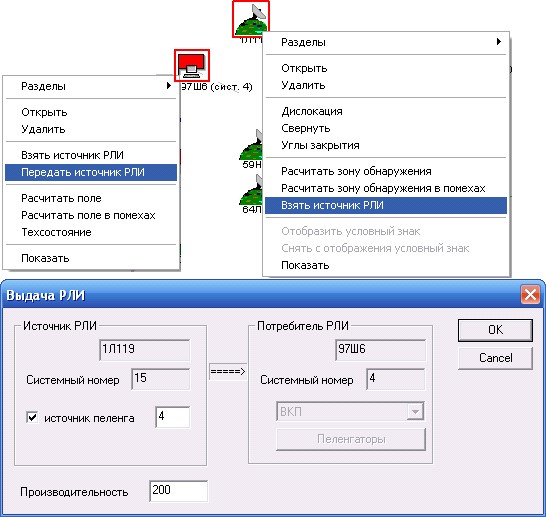 1Л11
97Ш6 (сист. 4)
59Н
64Л
Разделы
Открыть
Удалить
Взять источник РЛИ
Передать источник РЛИ
Расчитать поле
Расчитать поле в помехах
Техсостояние
Показать
Разделы
Открыть
Удалить
Дислокация
Свернуть
Углы закрытия
Расчитать зону обнаружения
Расчитать зону обнаружения в помехах
Взять источник РЛИ
Отобразить условный знак
Снять с отображения условный знак
Показать
Выдача РЛИ
Источник РЛИ
1Л119
Системный номер 15
источник пеленга 4
=====>
Потребитель РЛИ
97Ш6
Системный номер 4
ВКЛ
Пеленгаторы
OK
Cancel
Производительность 200